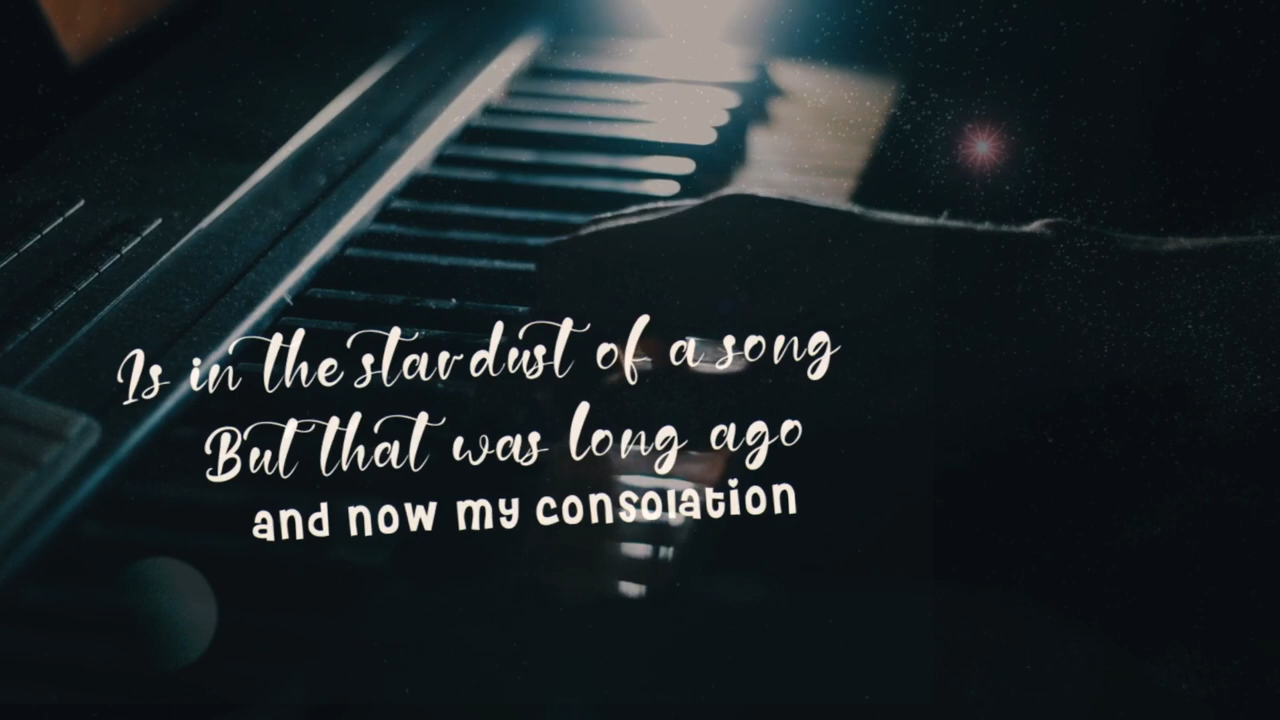 Is in the stardust of a song
But that was long ago
and now my consolation